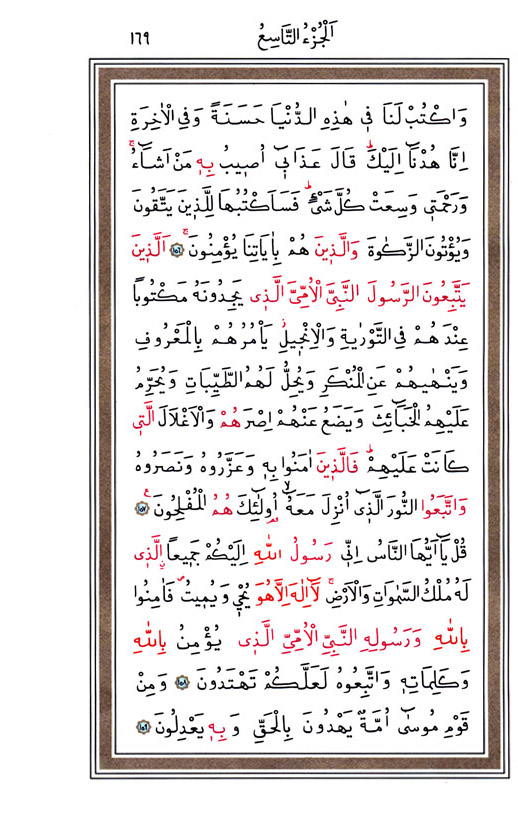 اَلْجُزْءُ التَّاسِعُ
١٦٩
وَاكْتُبْ لَنَا فٖي هٰذِهِ الدُّنْيَا حَسَنَةً وَفِي الْاٰخِرَةِ
اِنَّا هُدْنَٓا اِلَيْكَۜ قَالَ عَذَابٖٓي اُصٖيبُ بِهٖ مَنْ اَشَٓاءُۚ
وَرَحْمَتٖي وَسِعَتْ كُلَّ شَيْءٍۜ فَسَاَكْتُبُهَا لِلَّذٖينَ يَتَّقُونَ
وَيُؤْتُونَ الزَّكٰوةَ وَالَّذٖينَ هُمْ بِاٰيَاتِنَا يُؤْمِنُونَۚ ﴿١٥٦﴾ اَلَّذٖينَ
يَتَّبِعُونَ الرَّسُولَ النَّبِيَّ الْاُمِّيَّ الَّذٖي يَجِدُونَهُ مَكْتُوبًا
عِنْدَهُمْ فِي التَّوْرٰيةِ وَالْاِنْجٖيلِؗ يَاْمُرُهُمْ بِالْمَعْرُوفِ
وَيَنْهٰيهُمْ عَنِ الْمُنْكَرِ وَيُحِلُّ لَهُمُ الطَّيِّبَاتِ وَيُحَرِّمُ
عَلَيْهِمُ الْخَبَٓائِثَ وَيَضَعُ عَنْهُمْ اِصْرَهُمْ وَالْاَغْلَالَ الَّتٖي
كَانَتْ عَلَيْهِمْۜ فَالَّذٖينَ اٰمَنُوا بِهٖ وَعَزَّرُوهُ وَنَصَرُوهُ
وَاتَّبَعُوا النُّورَ الَّذٖٓي اُنْزِلَ مَعَهُٓۙ اُو۬لٰٓئِكَ هُمُ الْمُفْلِحُونَࣖ ﴿١٥٧﴾
قُلْ يَٓا اَيُّهَا النَّاسُ اِنّٖي رَسُولُ اللّٰهِ اِلَيْكُمْ جَمٖيعًاۨ الَّذٖي
لَهُ مُلْكُ السَّمٰوَاتِ وَالْاَرْضِۚ لَٓا اِلٰهَ اِلَّا هُوَ يُحْيٖ وَيُمٖيتُࣕ فَاٰمِنُوا
بِاللّٰهِ وَرَسُولِهِ النَّبِيِّ الْاُمِّيِّ الَّذٖي يُؤْمِنُ بِاللّٰهِ
وَكَلِمَاتِهٖ وَاتَّبِعُوهُ لَعَلَّكُمْ تَهْتَدُونَ ﴿١٥٨﴾ وَمِنْ
قَوْمِ مُوسٰٓى اُمَّةٌ يَهْدُونَ بِالْحَقِّ وَبِهٖ يَعْدِلُونَ ﴿١٥٩﴾